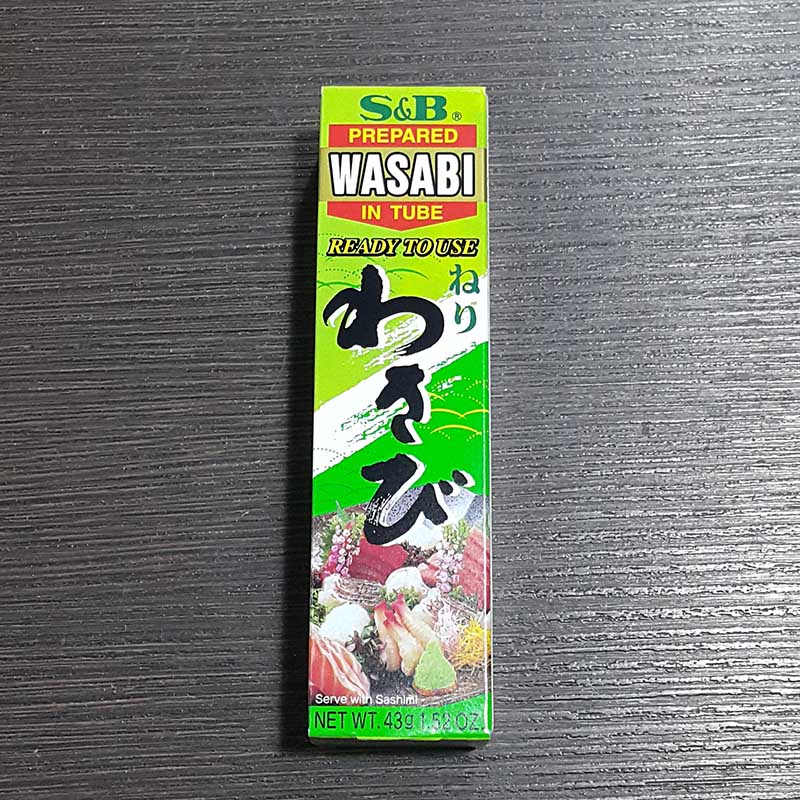 S&B®
PREPARED
WASABI
IN TUBE
READY TO USE
ねり
わさび
Serve with Sashimi
NET WT. 43g 1.52 OZ.